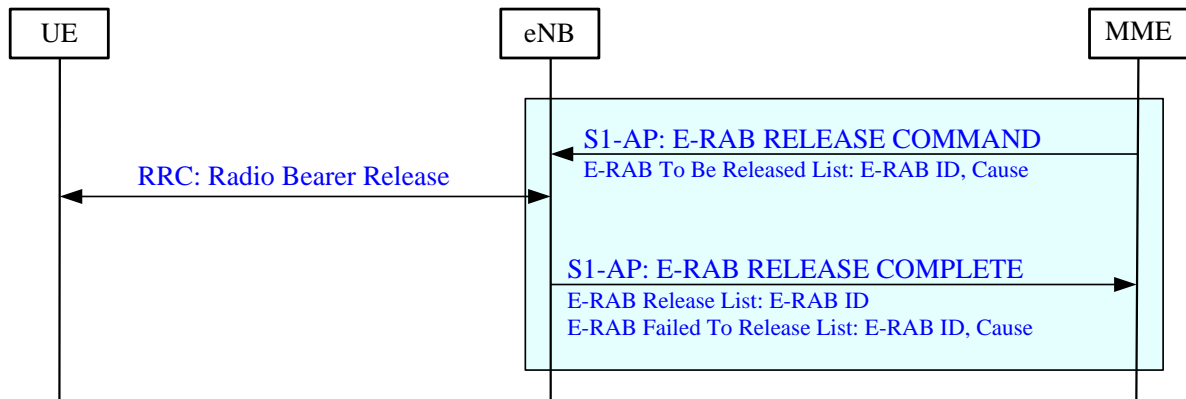 UE
eNB
MME
S1-AP: E-RAB RELEASE COMMAND
E-RAB To Be Released List: E-RAB ID, Cause
RRC: Radio Bearer Release
S1-AP: E-RAB RELEASE COMPLETE
E-RAB Release List: E-RAB ID
E-RAB Failed To Release List: E-RAB ID, Cause